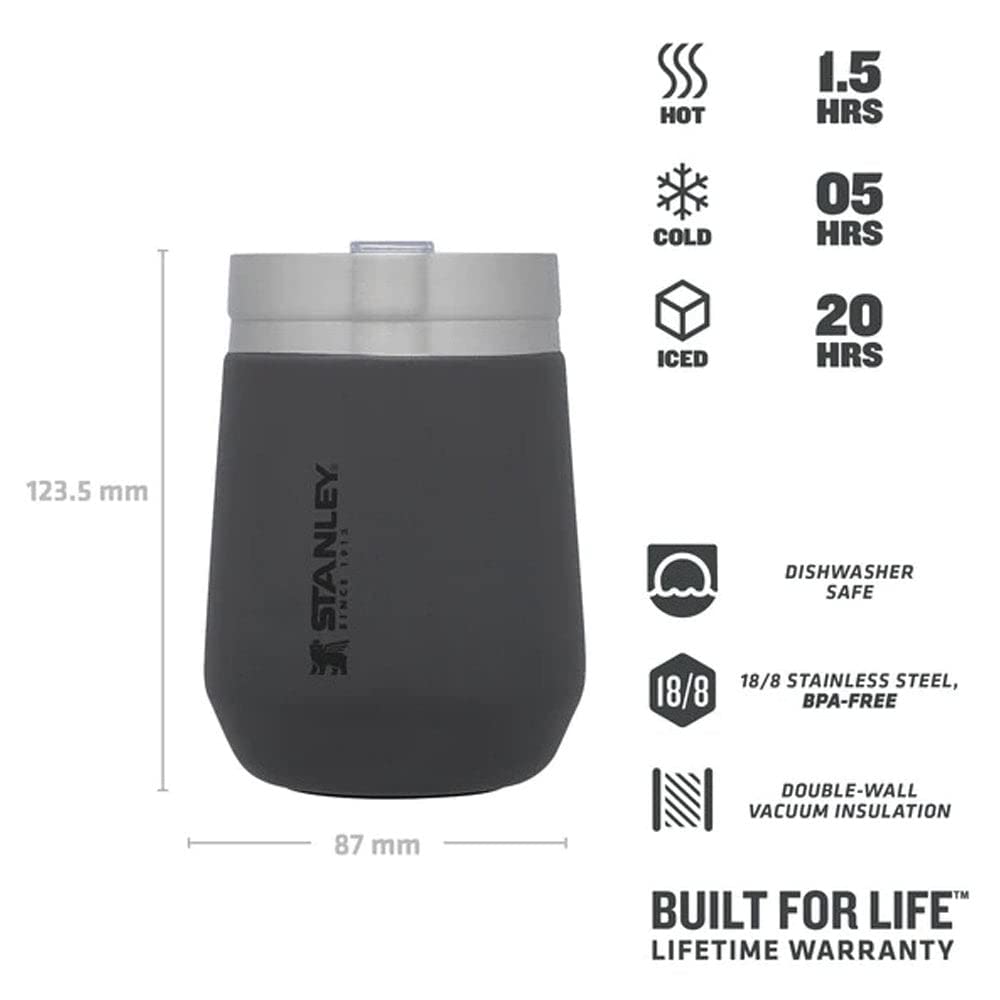 HOT
1.5
HRS
COLD
05
HRS
ICED
20
HRS
123.5 mm
STANLEY®
SINCE 1913
87 mm
DISHWASHER
SAFE
18/8
18/8 STAINLESS STEEL,
BPA-FREE
DOUBLE-WALL
VACUUM INSULATION
BUILT FOR LIFE™
LIFETIME WARRANTY